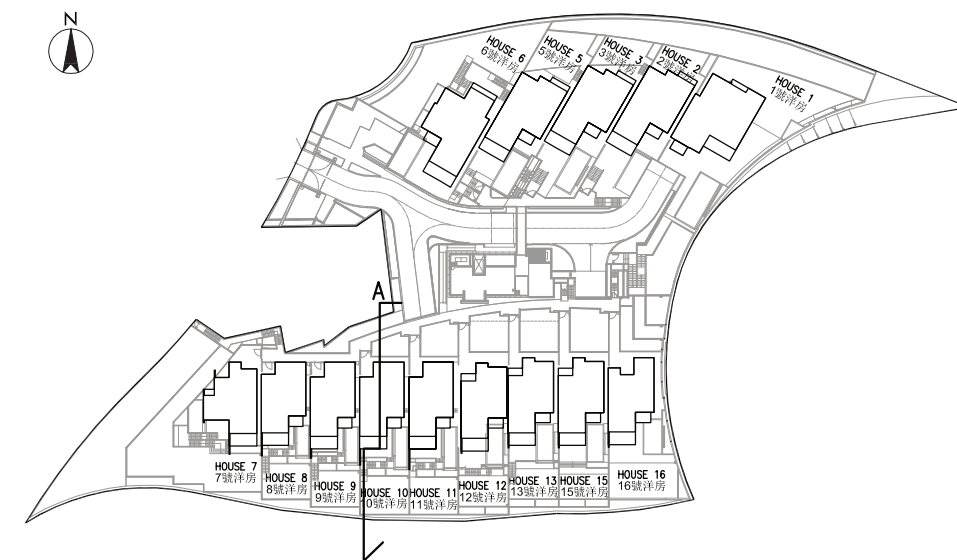 N
HOUSE 6
6號洋房
HOUSE 5
5號洋房
HOUSE 3
3號洋房
HOUSE 2
2號洋房
HOUSE 1
1號洋房
A
HOUSE 7
7號洋房
HOUSE 8
8號洋房
HOUSE 9
9號洋房
HOUSE 10
10號洋房
HOUSE 11
11號洋房
HOUSE 12
12號洋房
HOUSE 13
13號洋房
HOUSE 15
15號洋房
HOUSE 16
16號洋房